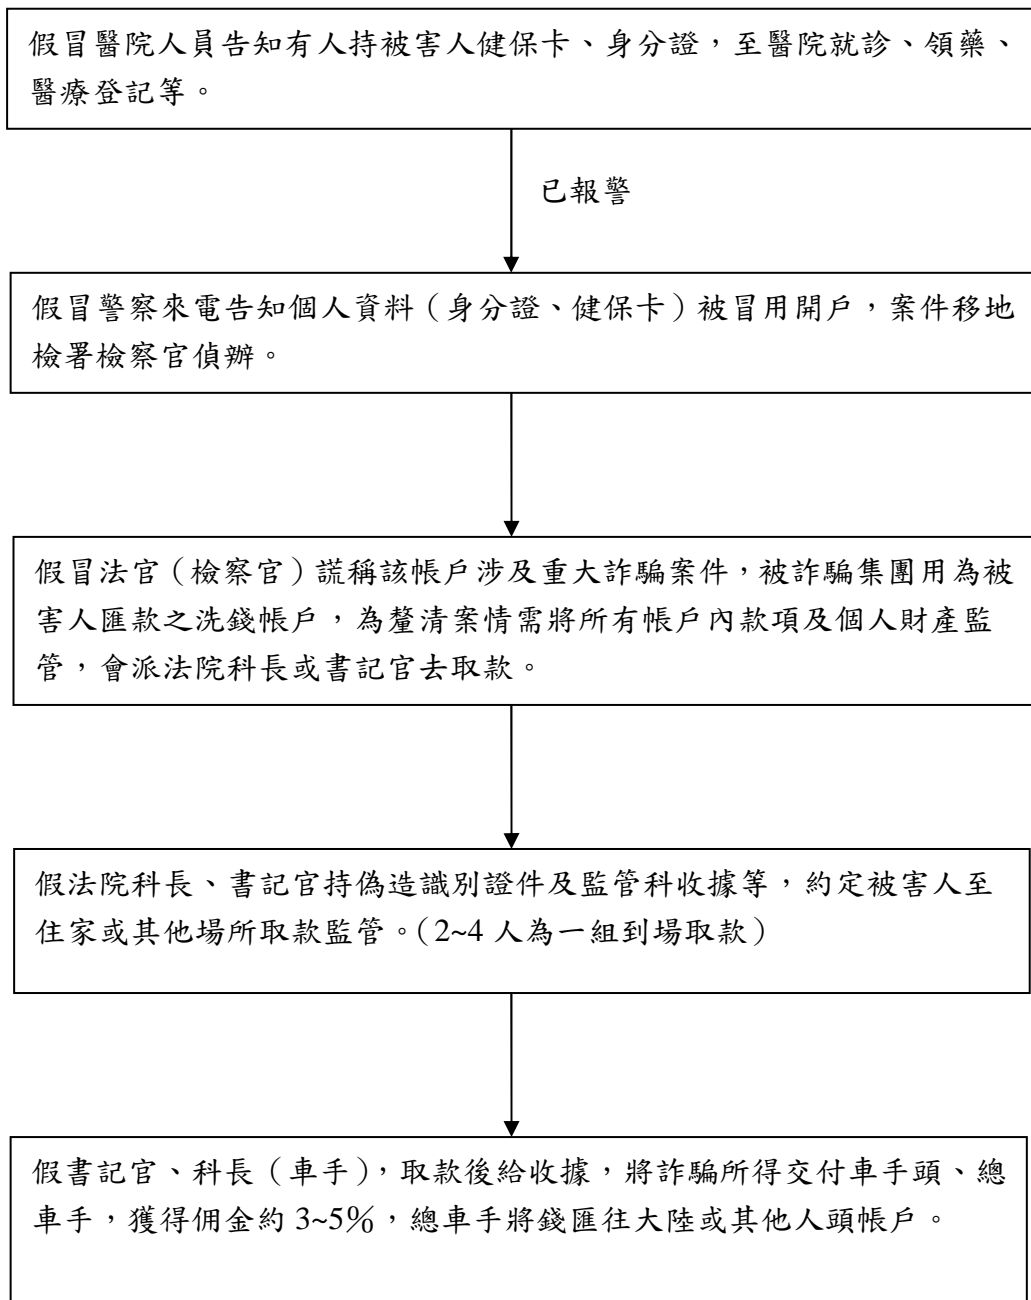 假冒醫院人員告知有人持被害人健保卡、身分證，至醫院就診、領藥、
醫療登記等。
已報警
假冒警察來電告知個人資料（身分證、健保卡）被冒用開戶，案件移地
檢署檢察官偵辦。
假冒法官（檢察官）謊稱該帳戶涉及重大詐騙案件，被詐騙集團用為被
害人匯款之洗錢帳戶，為釐清案情需將所有帳戶內款項及個人財產監
管，會派法院科長或書記官去取款。
假法院科長、書記官持偽造識別證件及監管科收據等，約定被害人至
住家或其他場所取款監管。（2~4 人為一組到場取款）
假書記官、科長（車手），取款後給收據，將詐騙所得交付車手頭、總
車手，獲得佣金約 3~5%，總車手將錢匯往大陸或其他人頭帳戶。